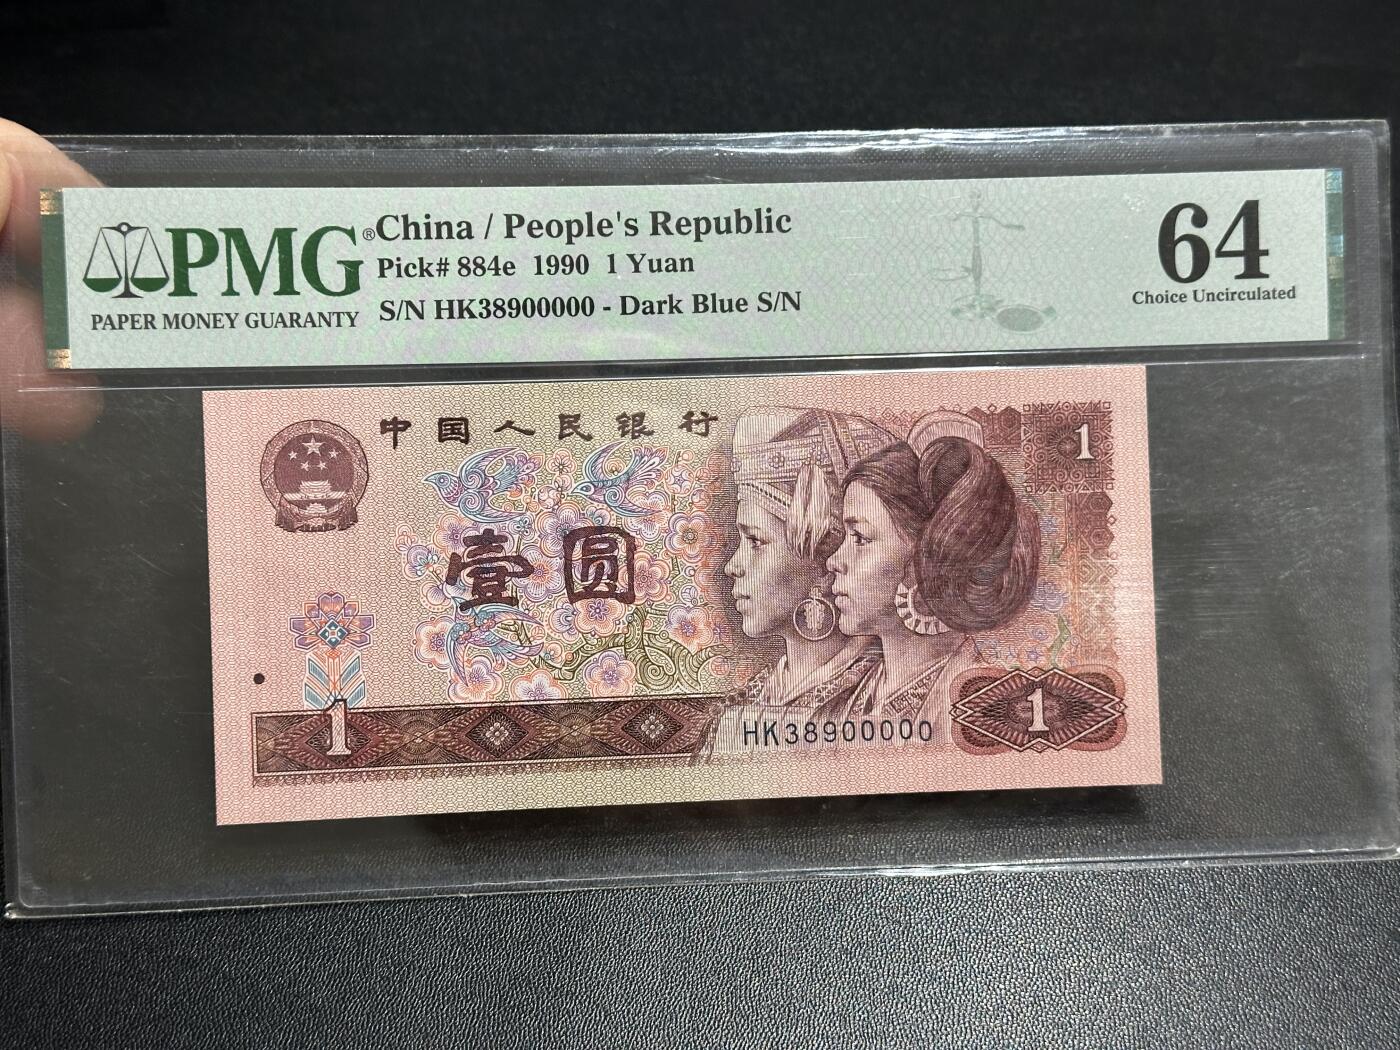 PMG®
PAPER MONEY GUARANTY
China / People's Republic
Pick# 884e 1990 1 Yuan
S/N HK38900000 - Dark Blue S/N
64
Choice Uncirculated
中国人民银行
1
壹圆
1
HK38900000
1